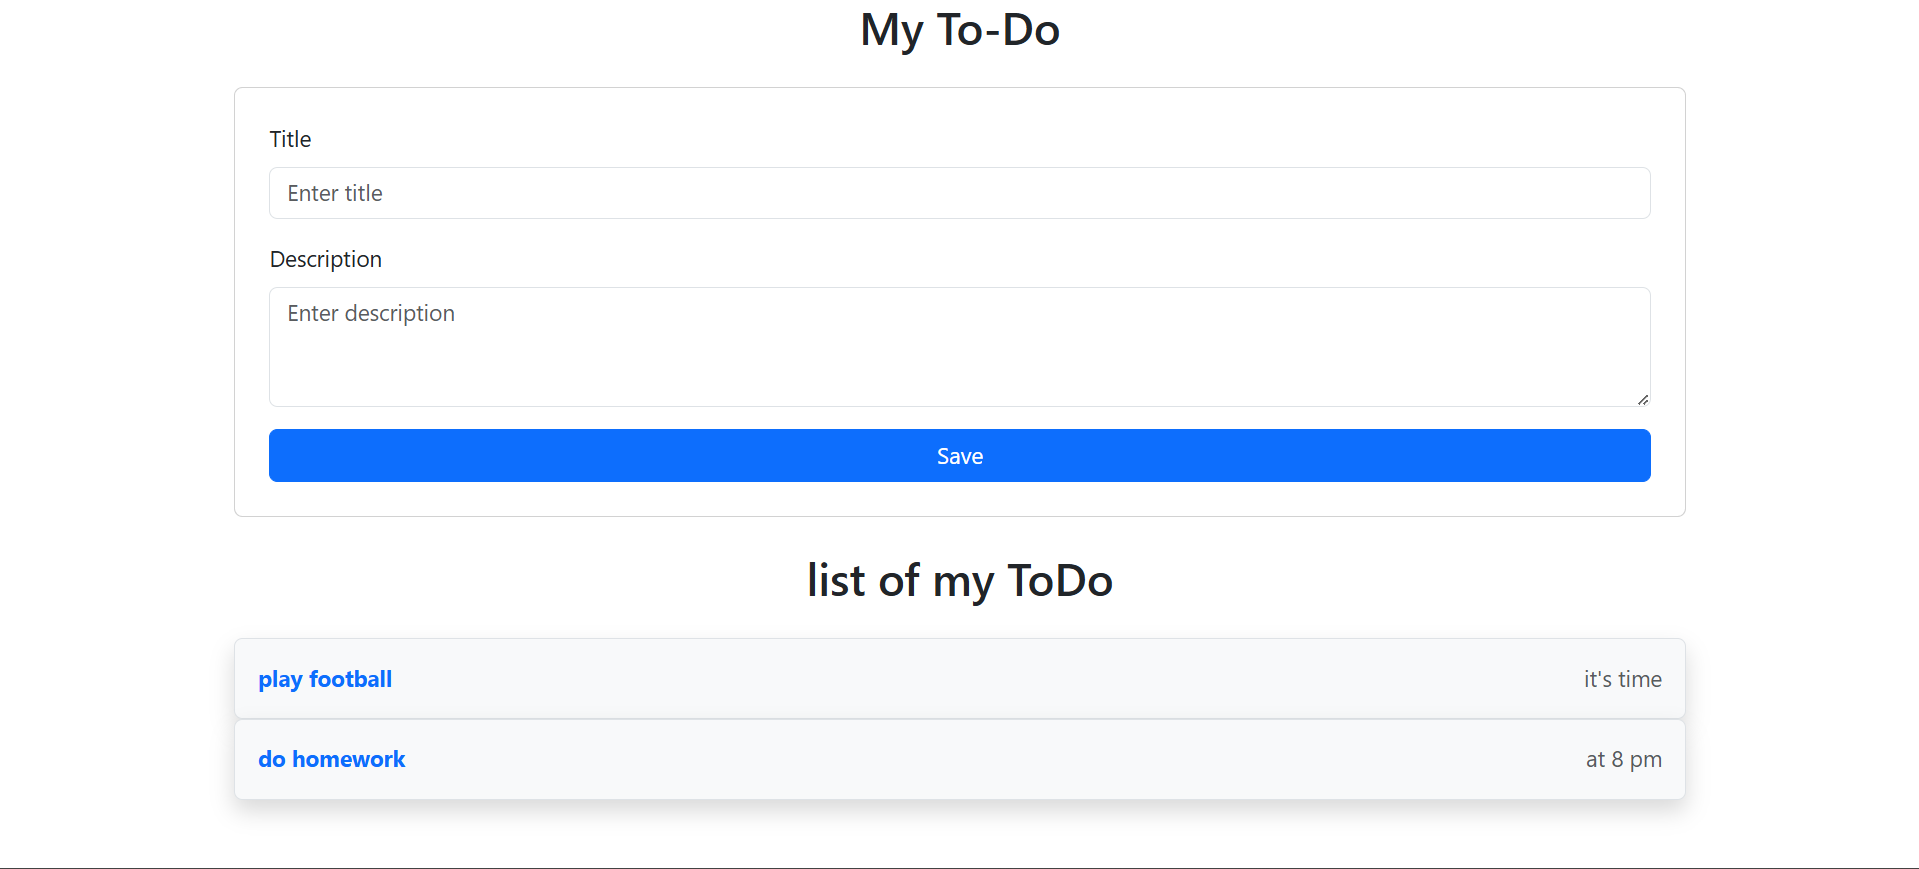 My To-Do
Title
Enter title
Description
Enter description
Save
list of my ToDo
play football it's time
do homework at 8 pm